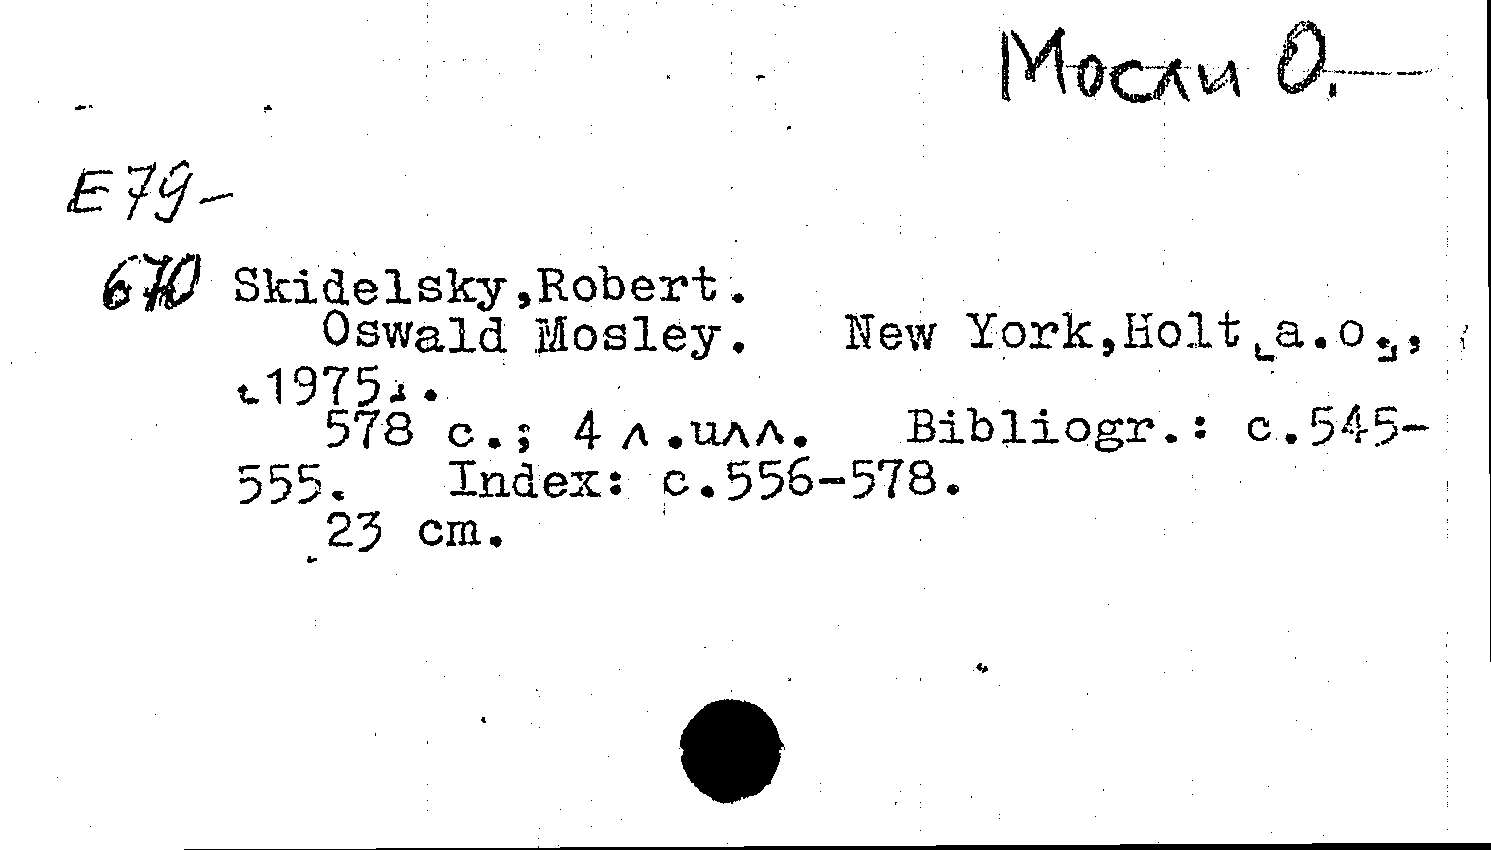 Мосли О.
E79-
670 Skidelsky,Robert.
Oswald Mosley. New York,Holt [a.o.],
[1975].
578 с.; 4 л.илл. Bibliogr.: с.545-
555. Index: с.556-578.
23 cm.